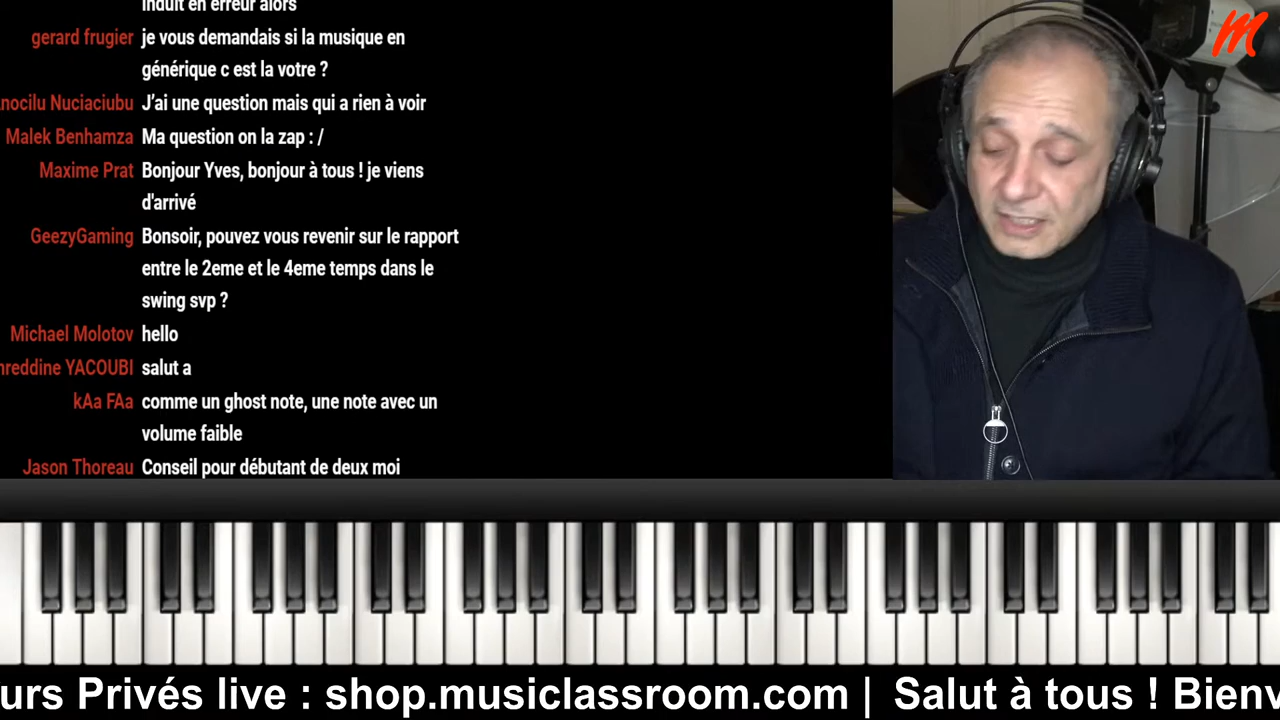 induit en erreur alors
gerard frugier je vous demandais si la musique en
générique c est la votre ?
nocilu Nuciaciubu J'ai une question mais qui a rien à voir
Malek Benhamza Ma question on la zap : /
Maxime Prat Bonjour Yves, bonjour à tous ! je viens
d'arrivé
GeezyGaming Bonsoir, pouvez vous revenir sur le rapport
entre le 2eme et le 4eme temps dans le
swing svp ?
Michael Molotov hello
reddine YACOUBI salut a
kAa FAa comme un ghost note, une note avec un
volume faible
Jason Thoreau Conseil pour débutant de deux moi
urs Privés live : shop.musiclassroom.com | Salut à tous ! Bienv